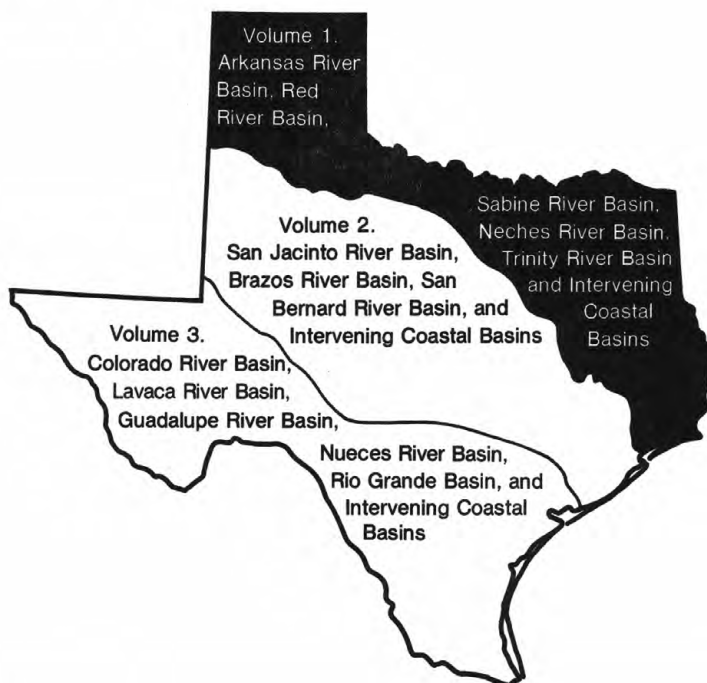 Volume 1.
Arkansas River
Basin, Red
River Basin,
Sabine River Basin,
Neches River Basin.
Trinity River Basin
and Intervening
Coastal
Basins
Volume 2.
San Jacinto River Basin,
Brazos River Basin, San
Bernard River Basin, and
Intervening Coastal Basins
Volume 3.
Colorado River Basin,
Lavaca River Basin,
Guadalupe River Basin,
Nueces River Basin,
Rio Grande Basin, and
Intervening Coastal
Basins